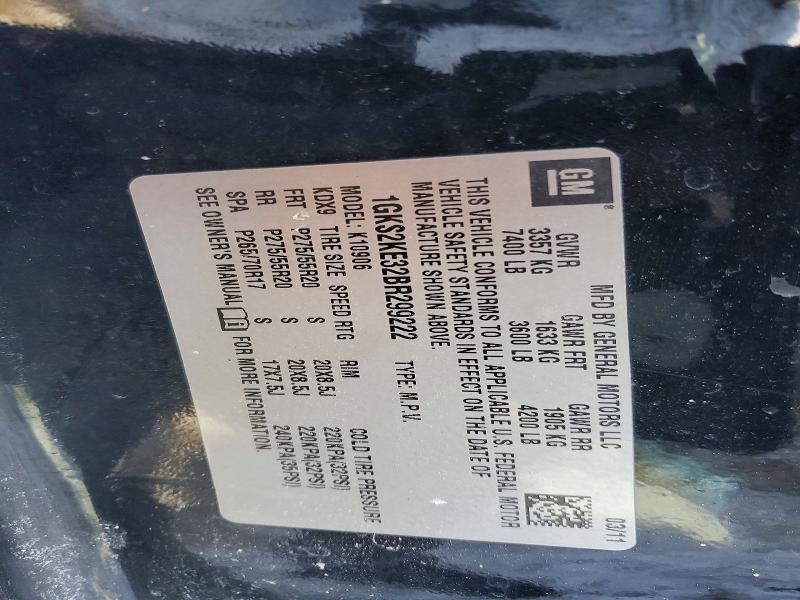 GM
MFD BY GENERAL MOTORS LLC 03/11
GVWR GAWR FRT GAWR RR
3357 KG 1633 KG 1905 KG
7400 LB 3600 LB 4200 LB
THIS VEHICLE CONFORMS TO ALL APPLICABLE U.S. FEDERAL MOTOR
VEHICLE SAFETY STANDARDS IN EFFECT ON THE DATE OF
MANUFACTURE SHOWN ABOVE.
1GKS2KE32BR299222 TYPE: M.P.V.
MODEL: K10906
KDX9 TIRE SIZE SPEED RTG RIM COLD TIRE PRESSURE
FRT P275/55R20 S 20X8.5J 220KPA(32PSI)
RR P275/55R20 S 20X8.5J 220KPA(32PSI)
SPA P265/70R17 S 17X7.5J 240KPA(35PSI)
SEE OWNER'S MANUAL i FOR MORE INFORMATION.